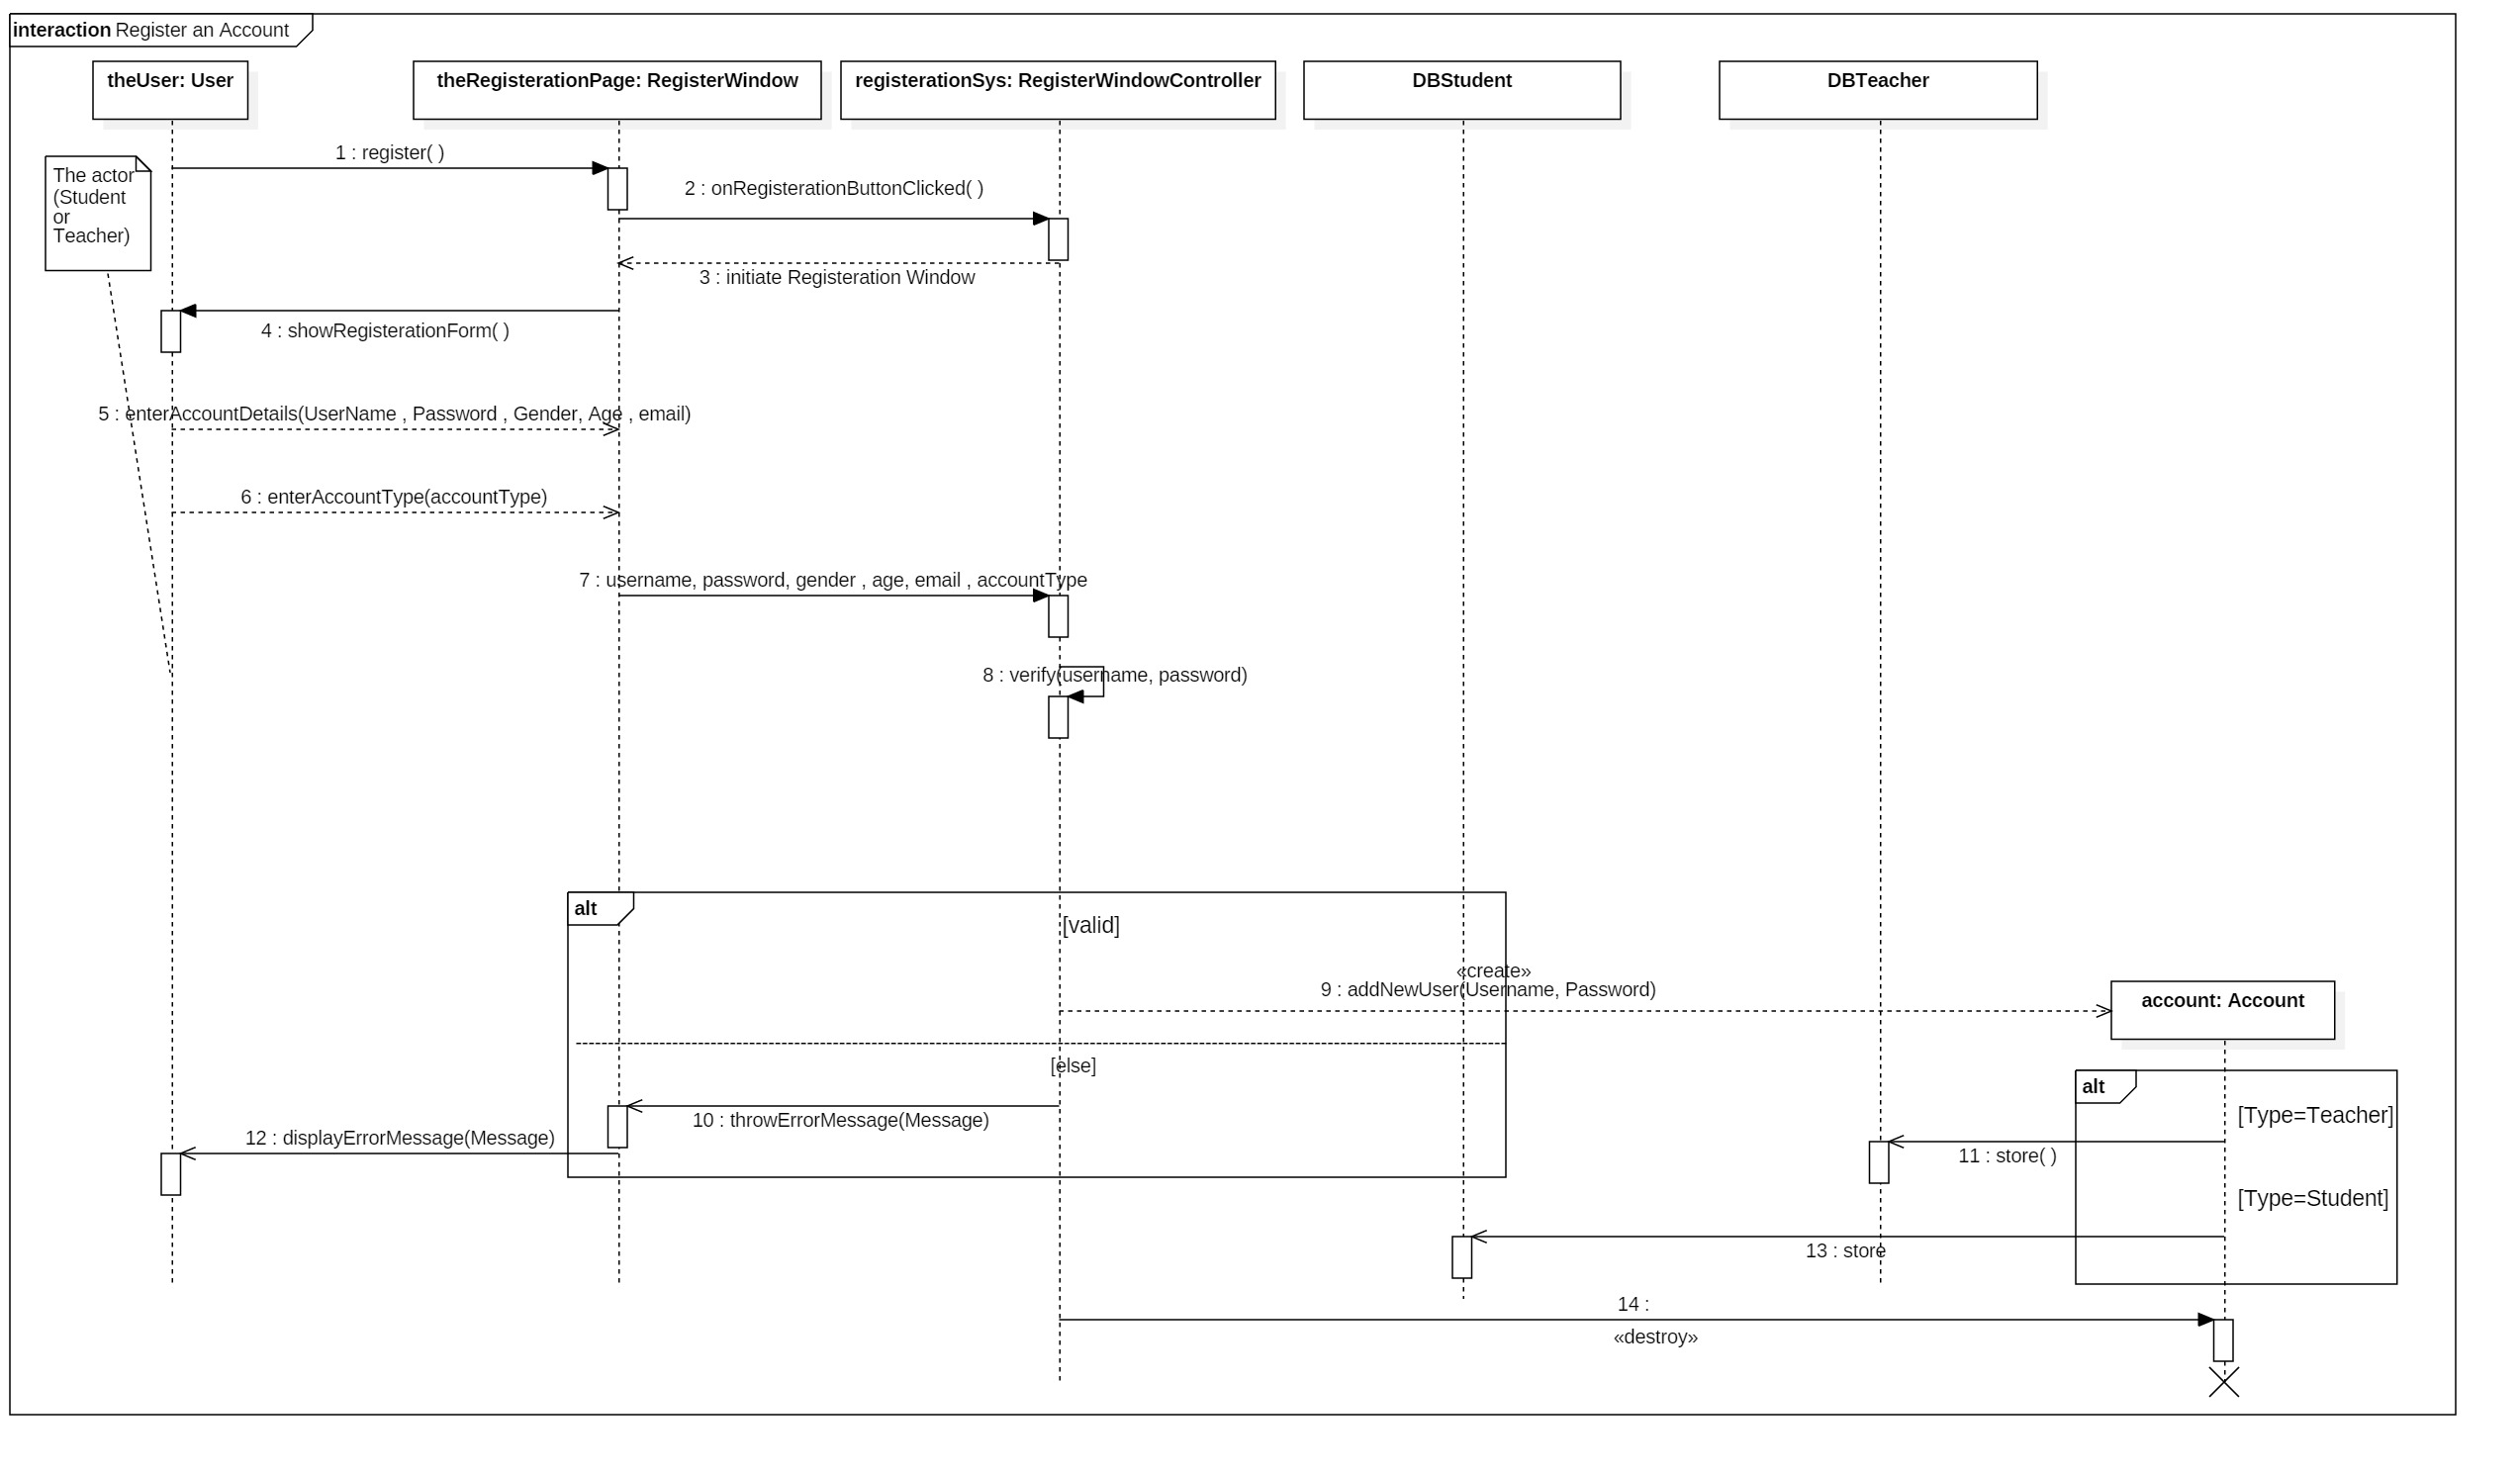 interaction Register an Account
theUser: User
theRegisterationPage: RegisterWindow
registerationSys: RegisterWindowController
DBStudent
DBTeacher
1 : register( )
The actor
(Student
or
Teacher)
2 : onRegisterationButtonClicked( )
3 : initiate Registeration Window
4 : showRegisterationForm( )
5 : enterAccountDetails(UserName , Password , Gender, Age , email)
6 : enterAccountType(accountType)
7 : username, password, gender , age, email , accountType
8 : verify(username, password)
alt
[valid]
«create»
9 : addNewUser(Username, Password)
account: Account
[else]
alt
10 : throwErrorMessage(Message)
[Type=Teacher]
12 : displayErrorMessage(Message)
11 : store( )
[Type=Student]
13 : store
14 :
«destroy»